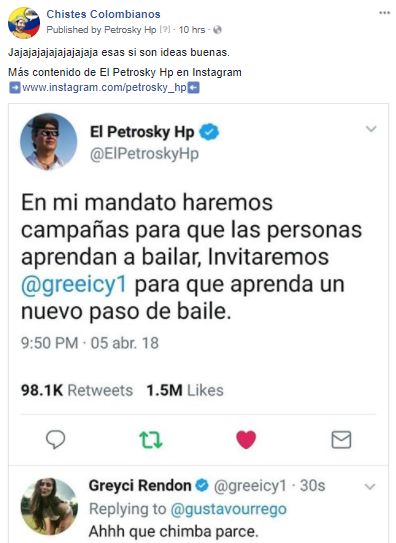 Chistes Colombianos
Published by Petrosky Hp [?] · 10 hrs ·
Jajajajajajajajajaja esas si son ideas buenas.
Más contenido de El Petrosky Hp en Instagram
➡www.instagram.com/petrosky_hp⬅
El Petrosky Hp
@ElPetroskyHp
En mi mandato haremos
campañas para que las personas
aprendan a bailar, Invitaremos
@greeicy1 para que aprenda un
nuevo paso de baile.
9:50 PM · 05 abr. 18
98.1K Retweets 1.5M Likes
Greyci Rendon @greeicy1 · 30s
Replying to @gustavourrego
Ahhh que chimba parce.